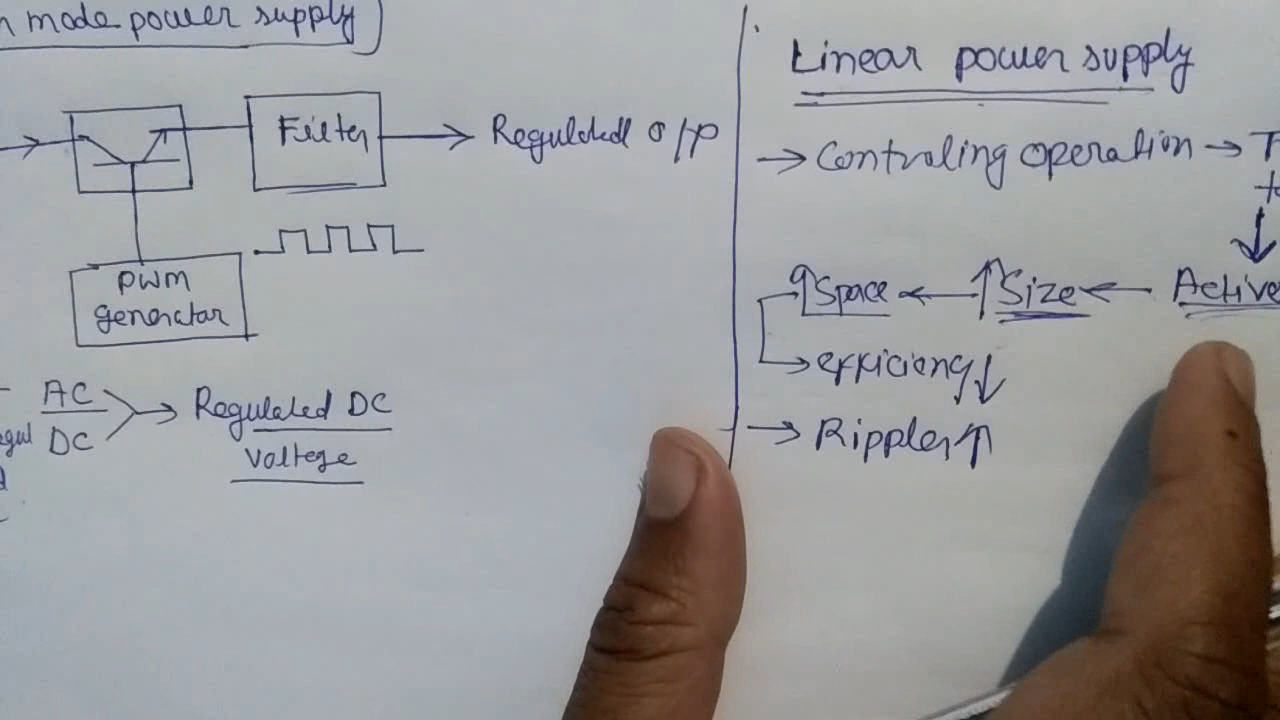 mode power supply
Filter
Regulated o/p
PWM
generator
AC
DC
Regulated DC
voltage
Linear power supply
→ Controling operation →
↑Space ← ↑Size ← Active
→ efficiency↓
→ Ripples↑